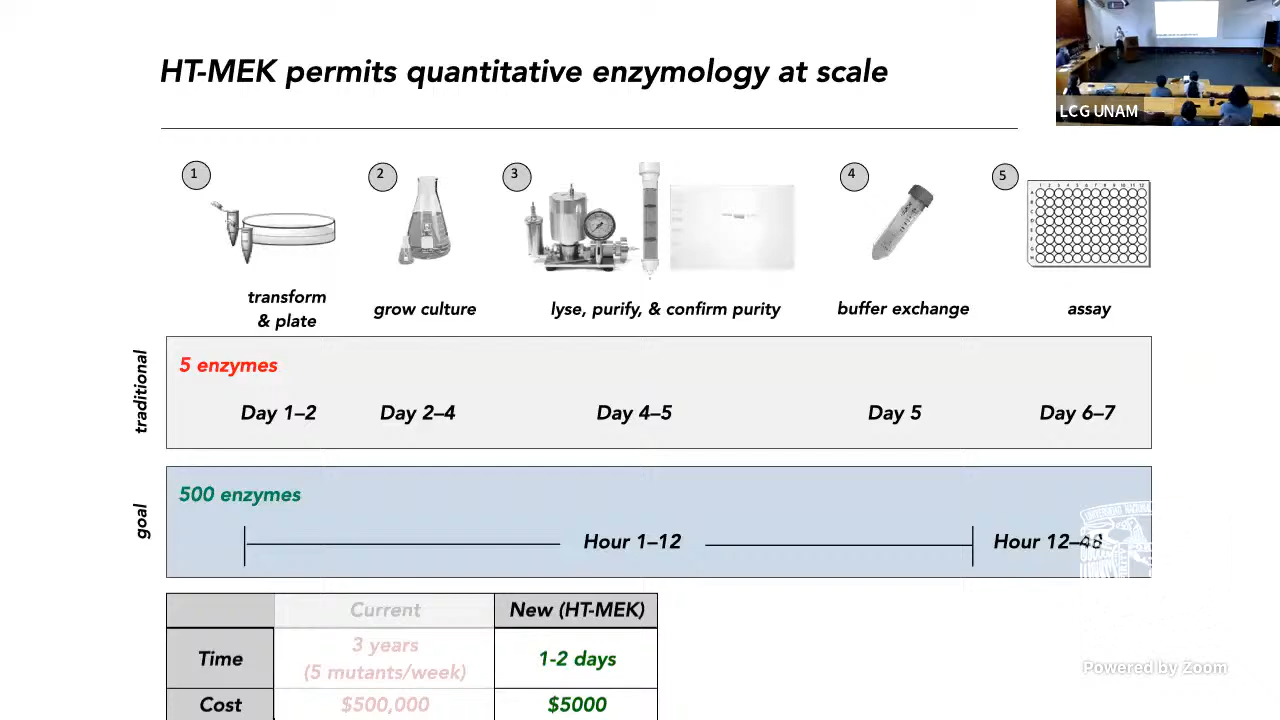 HT-MEK permits quantitative enzymology at scale
LCG UNAM
1
2
3
4
5
transform
& plate
grow culture
lyse, purify, & confirm purity
buffer exchange
assay
traditional
5 enzymes
Day 1–2
Day 2–4
Day 4–5
Day 5
Day 6–7
goal
500 enzymes
Hour 1–12
Hour 12–48
Current
New (HT-MEK)
Time
3 years
(5 mutants/week)
1-2 days
Cost
$500,000
$5000
Powered by Zoom